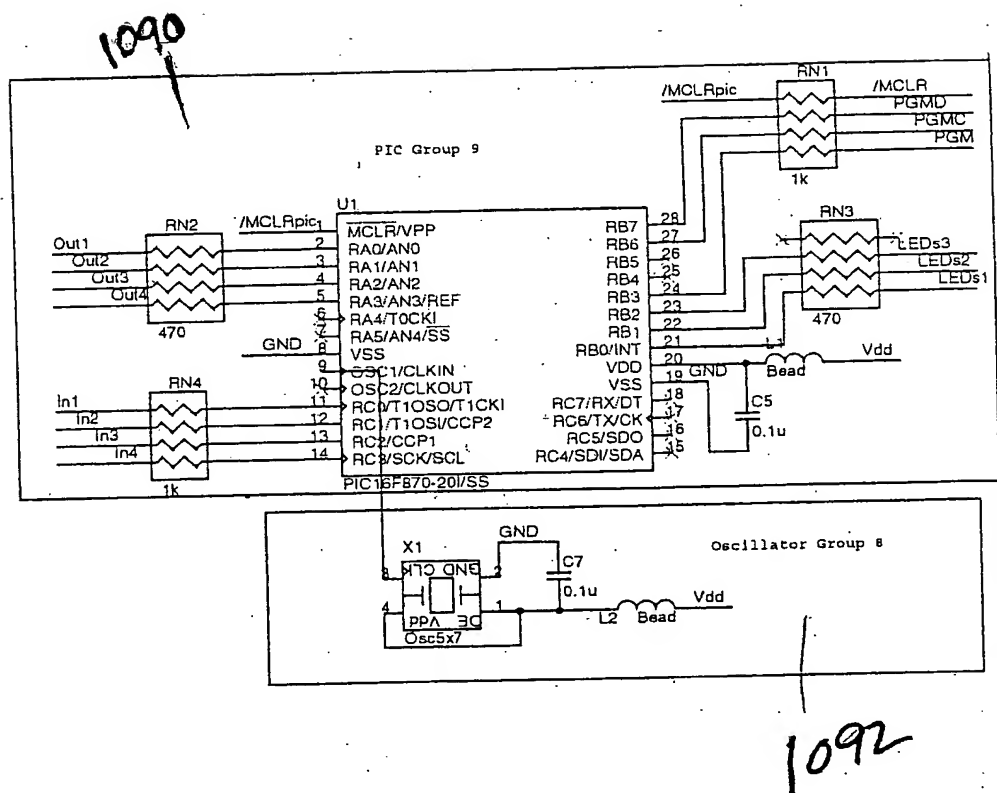 1090
RN1
/MCLRpic
/MCLR
PGMD
PGMC
PGM
1k
PIC Group 9
U1
RN2
/MCLRpic
Out1
Out2
Out3
Out4
470
GND
1
2
3
4
5
6
7
8
9
10
11
12
13
14
MCLR/VPP
RA0/AN0
RA1/AN1
RA2/AN2
RA3/AN3/REF
RA4/T0CKI
RA5/AN4/SS
VSS
OSC1/CLKIN
OSC2/CLKOUT
RC0/T1OSO/T1CKI
RC1/T1OSI/CCP2
RC2/CCP1
RC3/SCK/SCL
RB7
RB6
RB5
RB4
RB3
RB2
RB1
RB0/INT
VDD
VSS
RC7/RX/DT
RC6/TX/CK
RC5/SDO
RC4/SDI/SDA
28
27
26
25
24
23
22
21
20
19
18
17
16
15
RN3
LEDs3
LEDs2
LEDs1
470
L1
Bead
Vdd
GND
C5
0.1u
RN4
In1
In2
In3
In4
1k
PIC16F870-20I/SS
Oscillator Group 8
X1
GND
C7
0.1u
3
CLK
GND
2
4
Vdd
OE
1
Osc5x7
L2
Bead
Vdd
1092